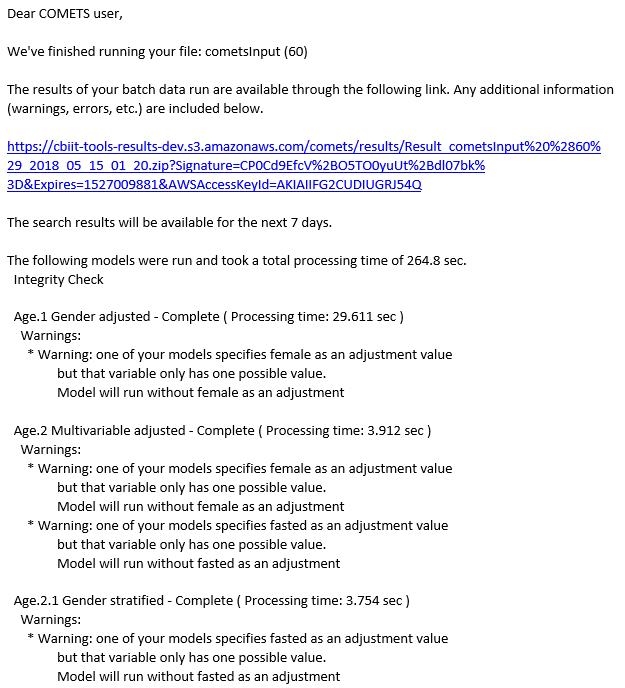 Dear COMETS user,
We've finished running your file: cometsInput (60)
The results of your batch data run are available through the following link. Any additional information
(warnings, errors, etc.) are included below.
https://cbiit-tools-results-dev.s3.amazonaws.com/comets/results/Result_cometsInput%20%2860%
29_2018_05_15_01_20.zip?Signature=CP0Cd9EfcV%2BO5TO0yuUt%2Bdl07bk%
3D&Expires=1527009881&AWSAccessKeyId=AKIAIIFG2CUDIUGRJ54Q
The search results will be available for the next 7 days.
The following models were run and took a total processing time of 264.8 sec.
Integrity Check
Age.1 Gender adjusted - Complete ( Processing time: 29.611 sec )
Warnings:
* Warning: one of your models specifies female as an adjustment value
but that variable only has one possible value.
Model will run without female as an adjustment
Age.2 Multivariable adjusted - Complete ( Processing time: 3.912 sec )
Warnings:
* Warning: one of your models specifies female as an adjustment value
but that variable only has one possible value.
Model will run without female as an adjustment
* Warning: one of your models specifies fasted as an adjustment value
but that variable only has one possible value.
Model will run without fasted as an adjustment
Age.2.1 Gender stratified - Complete ( Processing time: 3.754 sec )
Warnings:
* Warning: one of your models specifies fasted as an adjustment value
but that variable only has one possible value.
Model will run without fasted as an adjustment